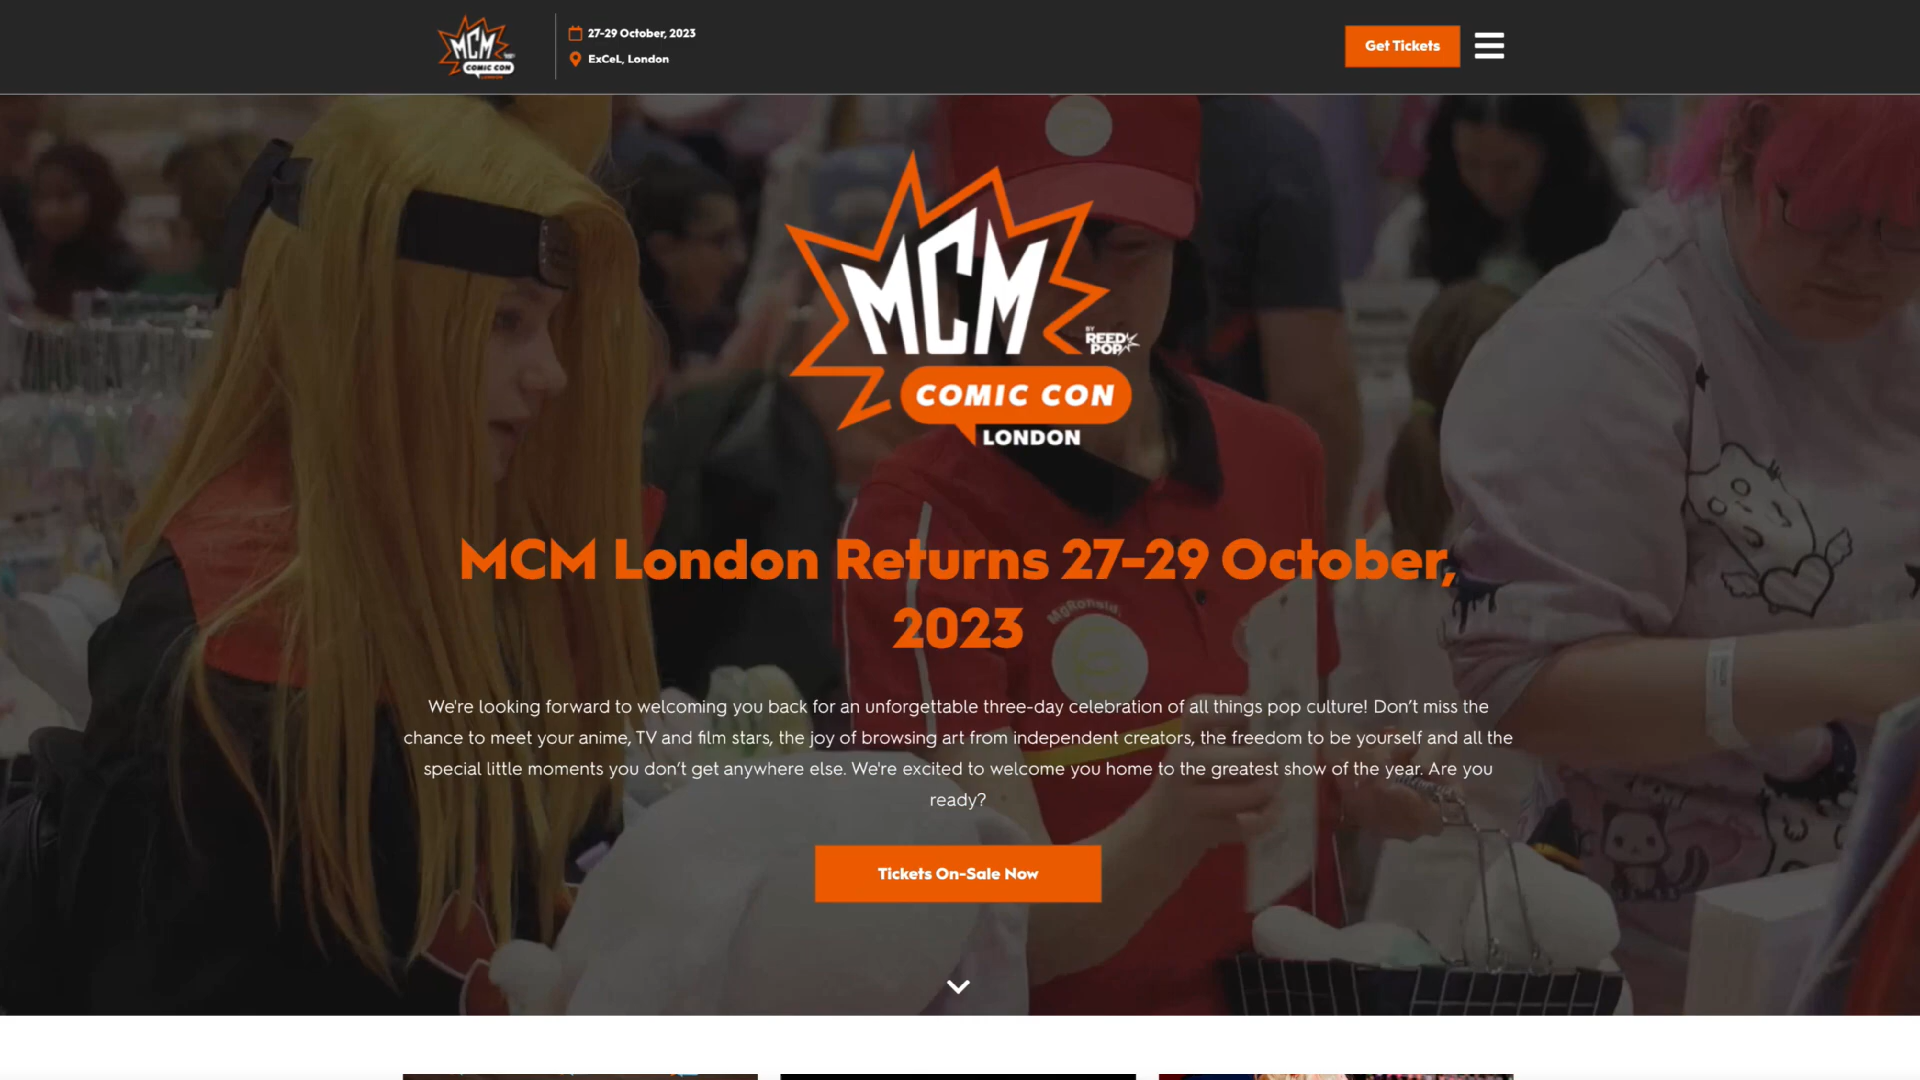 MCM
COMIC CON
LONDON
27-29 October, 2023
ExCeL, London
Get Tickets
MCM
BY
REED
POP
COMIC CON
LONDON
MCM London Returns 27-29 October,
2023
MgRonald,
We're looking forward to welcoming you back for an unforgettable three-day celebration of all things pop culture! Don't miss the
chance to meet your anime, TV and film stars, the joy of browsing art from independent creators, the freedom to be yourself and all the
special little moments you don't get anywhere else. We're excited to welcome you home to the greatest show of the year. Are you
ready?
Tickets On-Sale Now